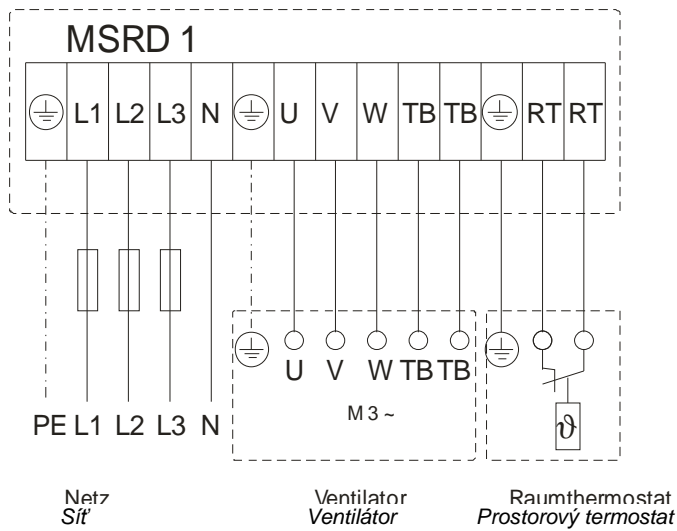 MSRD 1
L1 L2 L3 N U V W TB TB RT RT
U V W TB TB
M 3 ~
ϑ
PE L1 L2 L3 N
Netz Ventilator Raumthermostat
Síť Ventilátor Prostorový termostat